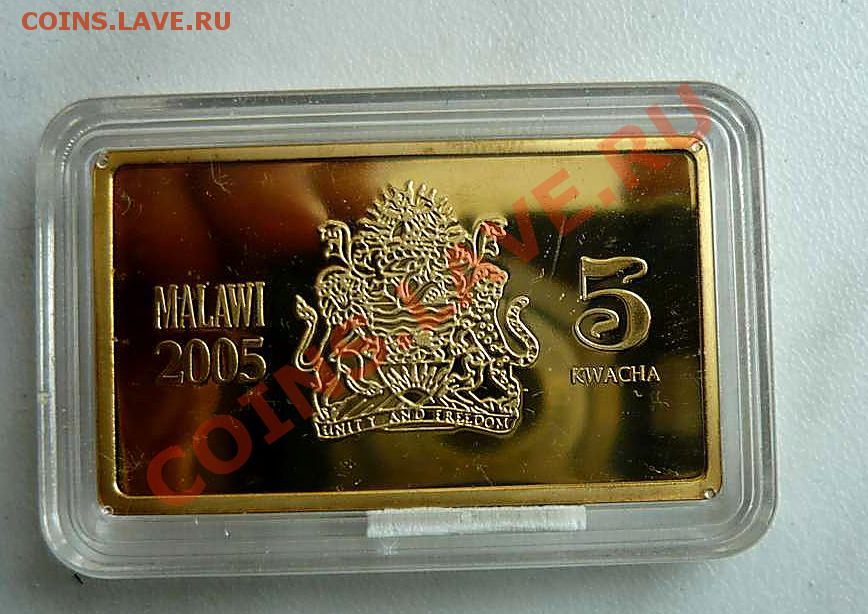 COINS.LAVE.RU
MALAWI
2005
UNITY AND FREEDOM
5
KWACHA
COINS.LAVE.RU